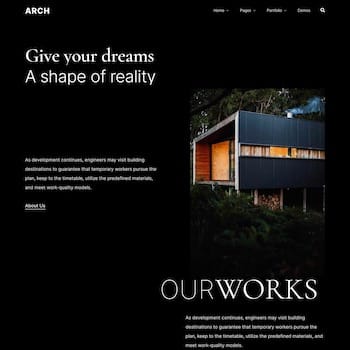 ARCH
Home Pages Portfolio Demos
Give your dreams
A shape of reality
As development continues, engineers may visit building
destinations to guarantee that temporary workers pursue the
plan, keep to the timetable, utilize the predefined materials,
and meet work-quality models.
About Us
OURWORKS
As development continues, engineers may visit building
destinations to guarantee that temporary workers pursue the
plan, keep to the timetable, utilize the predefined materials,
and meet work-quality models.